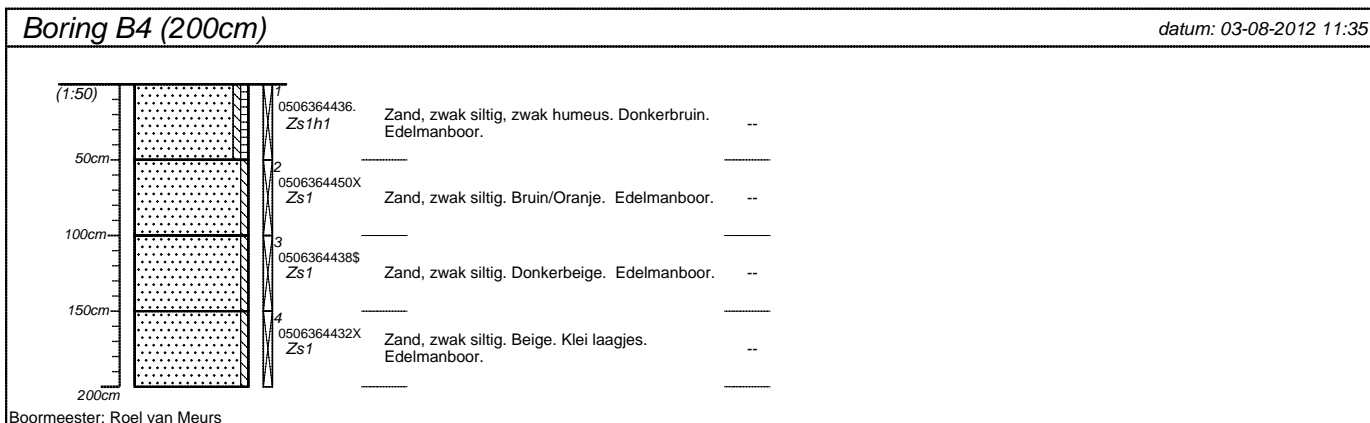 Boring B4 (200cm)
datum: 03-08-2012 11:35
(1:50)
1
0506364436.
Zs1h1
Zand, zwak siltig, zwak humeus. Donkerbruin.
Edelmanboor.
--
50cm
2
0506364450X
Zs1
Zand, zwak siltig. Bruin/Oranje. Edelmanboor.
--
100cm
3
0506364438$
Zs1
Zand, zwak siltig. Donkerbeige. Edelmanboor.
--
150cm
4
0506364432X
Zs1
Zand, zwak siltig. Beige. Klei laagjes.
Edelmanboor.
--
200cm
Boormeester: Roel van Meurs